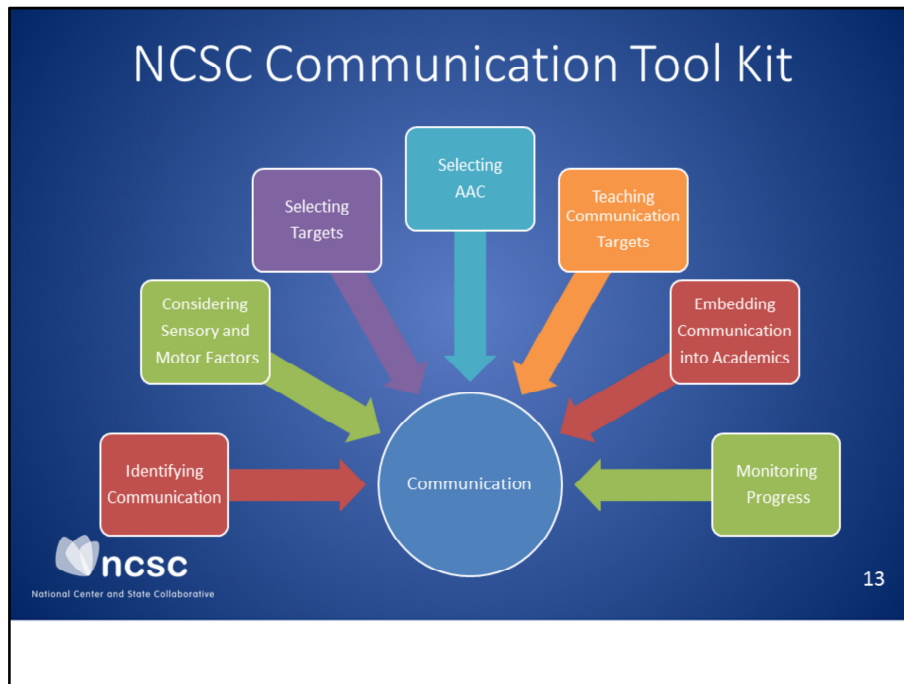 NCSC Communication Tool Kit
Selecting
AAC
Selecting
Targets
Teaching
Communication
Targets
Considering
Sensory and
Motor Factors
Embedding
Communication
into Academics
Identifying
Communication
Communication
Monitoring
Progress
ncsc
National Center and State Collaborative
13